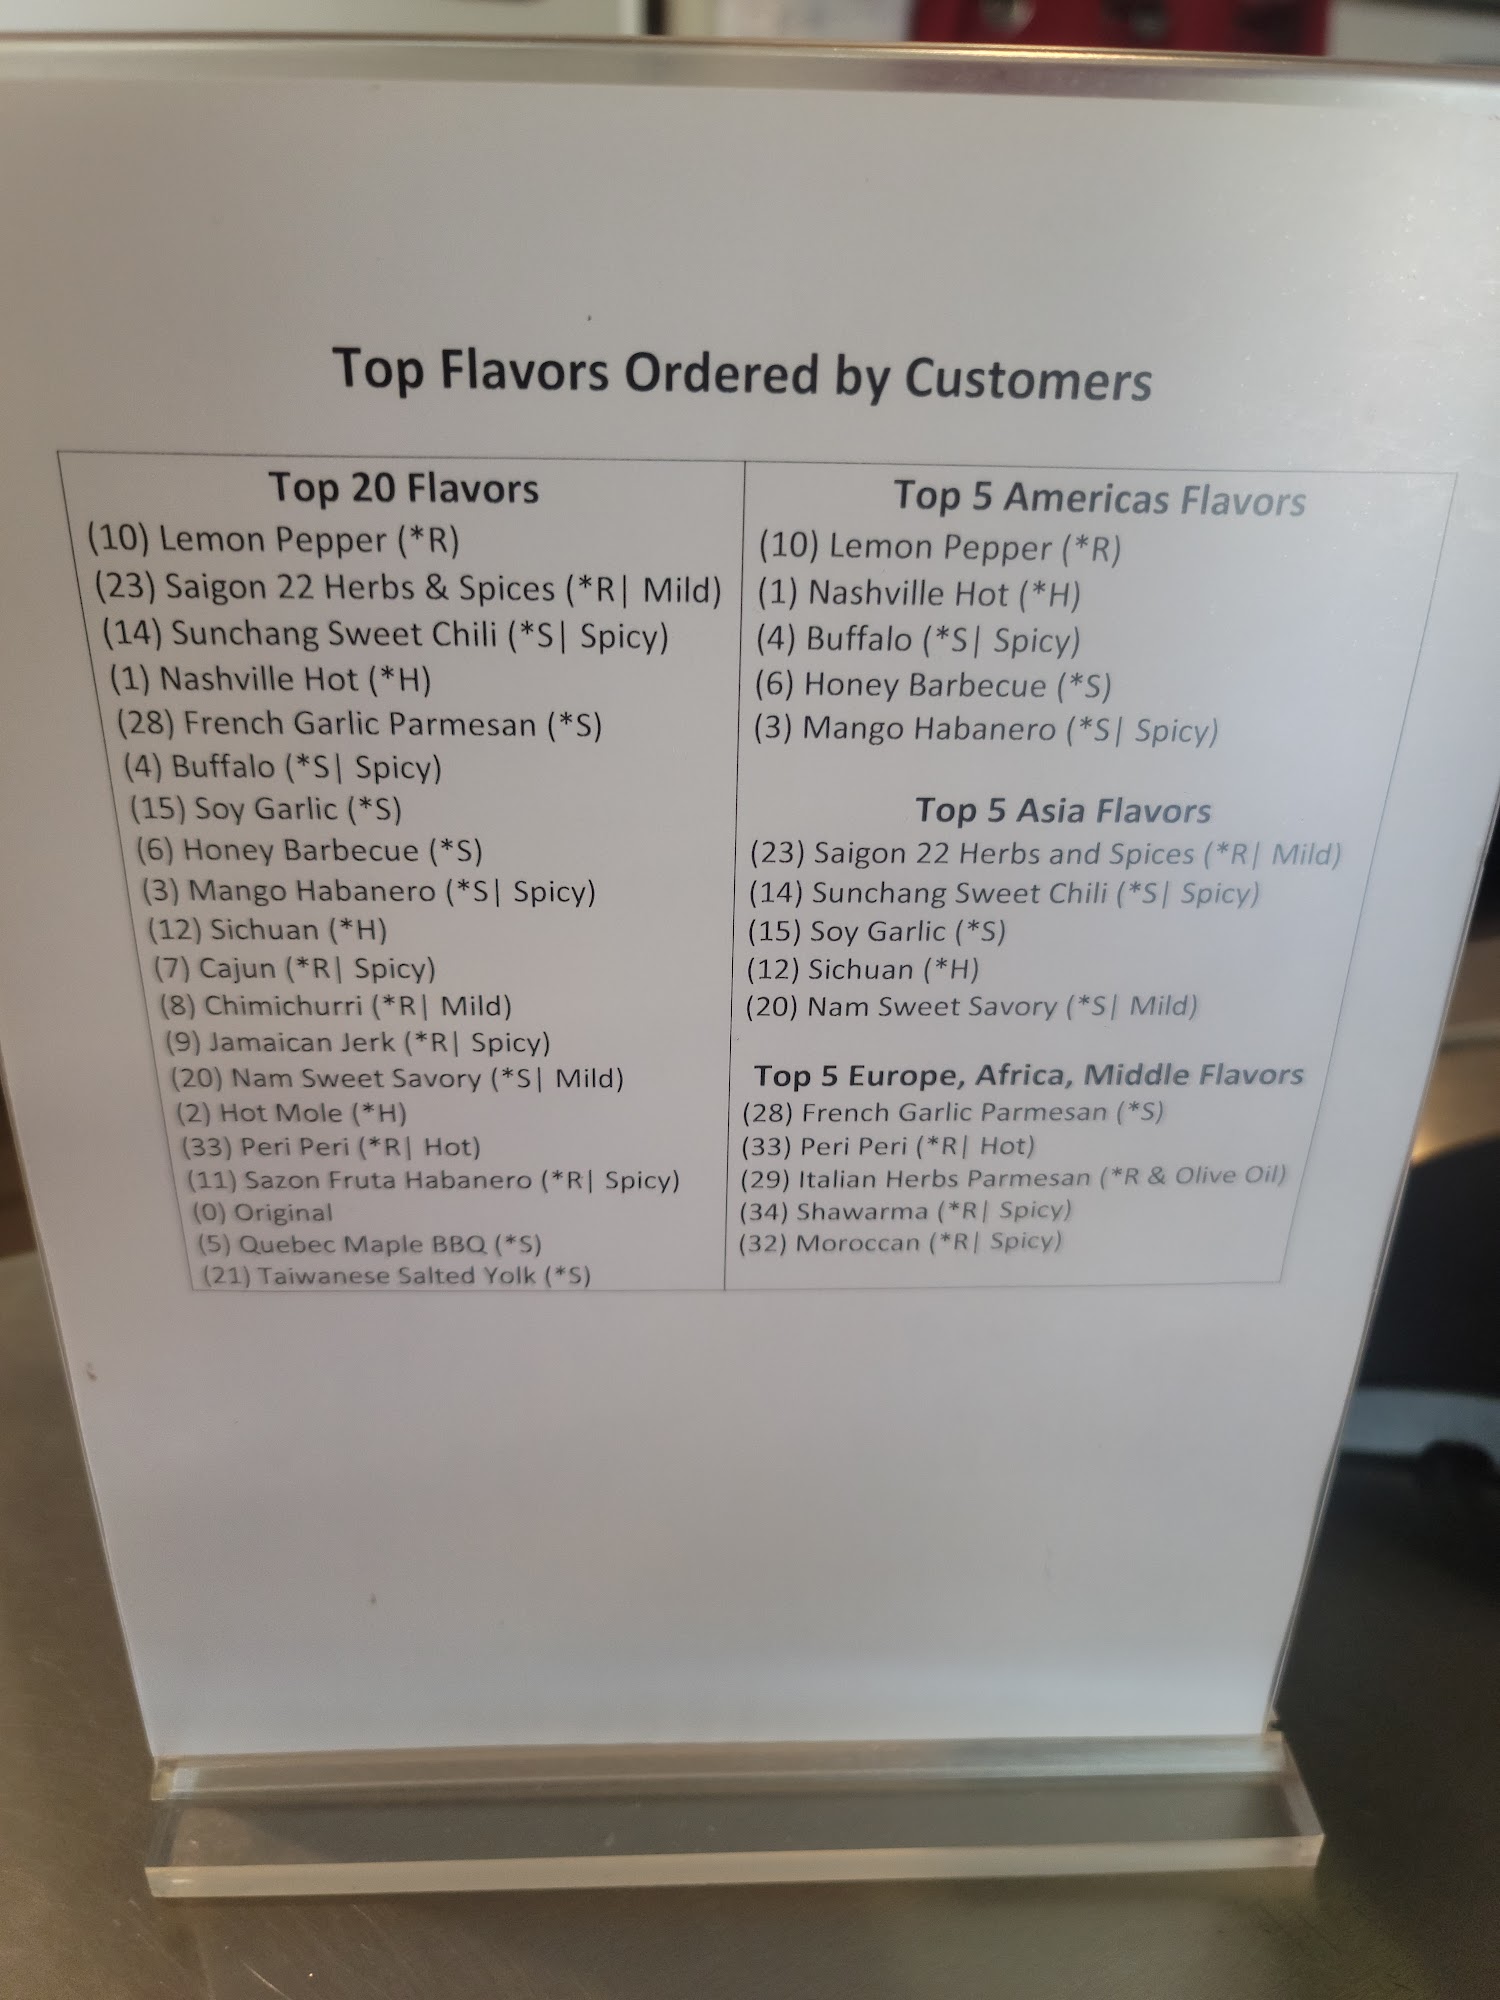 Top Flavors Ordered by Customers
Top 20 Flavors
(10) Lemon Pepper (*R)
(23) Saigon 22 Herbs & Spices (*R| Mild)
(14) Sunchang Sweet Chili (*S| Spicy)
(1) Nashville Hot (*H)
(28) French Garlic Parmesan (*S)
(4) Buffalo (*S| Spicy)
(15) Soy Garlic (*S)
(6) Honey Barbecue (*S)
(3) Mango Habanero (*S| Spicy)
(12) Sichuan (*H)
(7) Cajun (*R| Spicy)
(8) Chimichurri (*R| Mild)
(9) Jamaican Jerk (*R| Spicy)
(20) Nam Sweet Savory (*S| Mild)
(2) Hot Mole (*H)
(33) Peri Peri (*R| Hot)
(11) Sazon Fruta Habanero (*R| Spicy)
(0) Original
(5) Quebec Maple BBQ (*S)
(21) Taiwanese Salted Yolk (*S)
Top 5 Americas Flavors
(10) Lemon Pepper (*R)
(1) Nashville Hot (*H)
(4) Buffalo (*S| Spicy)
(6) Honey Barbecue (*S)
(3) Mango Habanero (*S| Spicy)
Top 5 Asia Flavors
(23) Saigon 22 Herbs and Spices (*R| Mild)
(14) Sunchang Sweet Chili (*S| Spicy)
(15) Soy Garlic (*S)
(12) Sichuan (*H)
(20) Nam Sweet Savory (*S| Mild)
Top 5 Europe, Africa, Middle Flavors
(28) French Garlic Parmesan (*S)
(33) Peri Peri (*R| Hot)
(29) Italian Herbs Parmesan (*R & Olive Oil)
(34) Shawarma (*R| Spicy)
(32) Moroccan (*R| Spicy)